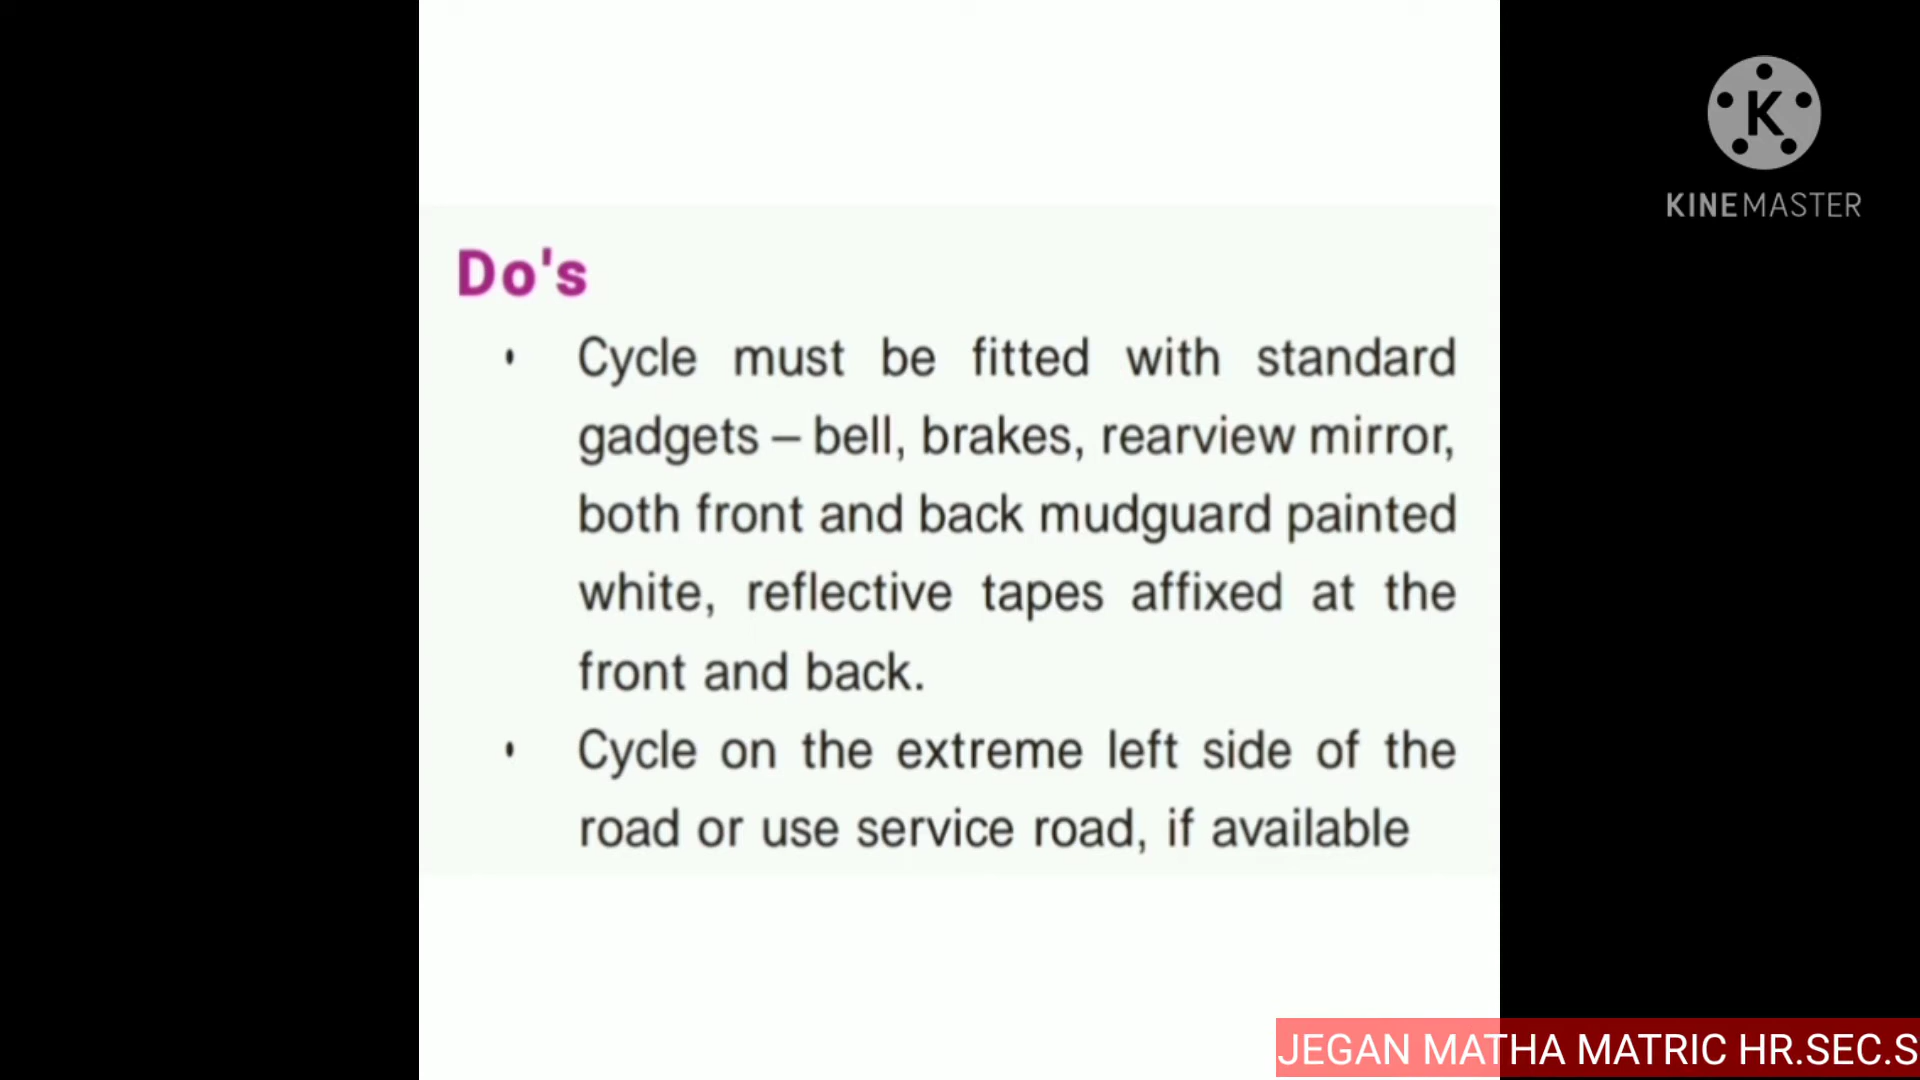 K
KINEMASTER
Do's
• Cycle must be fitted with standard
gadgets – bell, brakes, rearview mirror,
both front and back mudguard painted
white, reflective tapes affixed at the
front and back.
• Cycle on the extreme left side of the
road or use service road, if available
JEGAN MATHA MATRIC HR.SEC.S